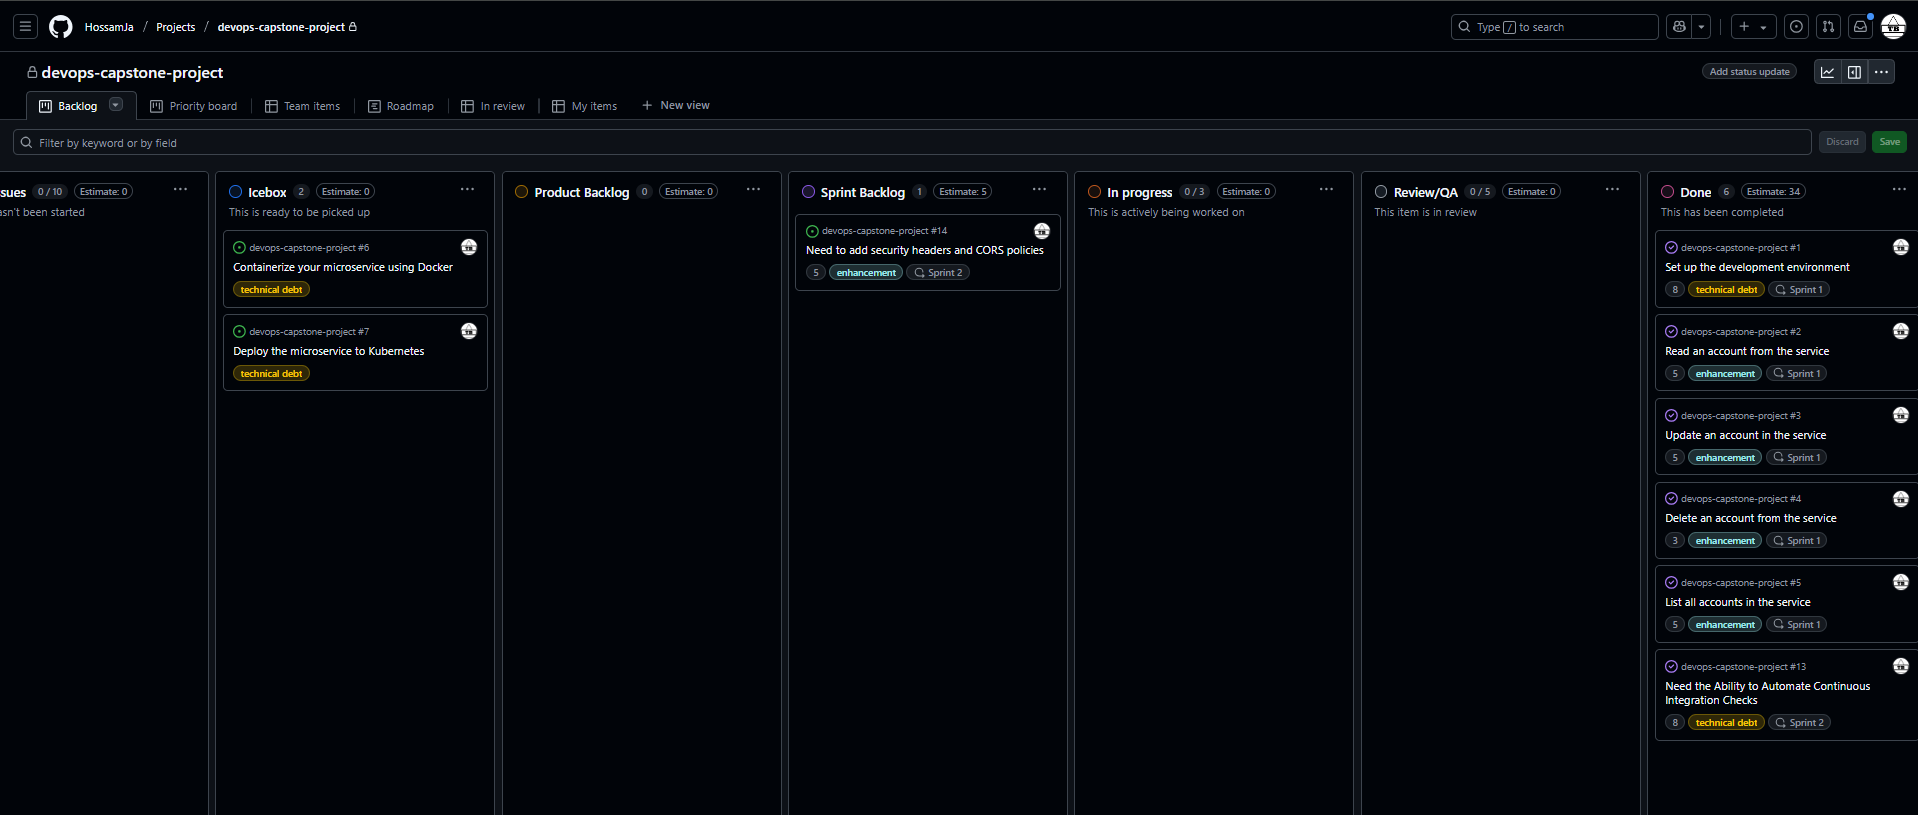 HossamJa / Projects / devops-capstone-project
Type / to search
devops-capstone-project
Add status update
Backlog
Priority board
Team items
Roadmap
In review
My items
New view
Filter by keyword or by field
Discard
Save
sues 0 / 10 Estimate: 0
asn't been started
Icebox 2 Estimate: 0
This is ready to be picked up
devops-capstone-project #6
Containerize your microservice using Docker
technical debt
devops-capstone-project #7
Deploy the microservice to Kubernetes
technical debt
Product Backlog 0 Estimate: 0
Sprint Backlog 1 Estimate: 5
devops-capstone-project #14
Need to add security headers and CORS policies
5 enhancement Sprint 2
In progress 0 / 3 Estimate: 0
This is actively being worked on
Review/QA 0 / 5 Estimate: 0
This item is in review
Done 6 Estimate: 34
This has been completed
devops-capstone-project #1
Set up the development environment
8 technical debt Sprint 1
devops-capstone-project #2
Read an account from the service
5 enhancement Sprint 1
devops-capstone-project #3
Update an account in the service
5 enhancement Sprint 1
devops-capstone-project #4
Delete an account from the service
3 enhancement Sprint 1
devops-capstone-project #5
List all accounts in the service
5 enhancement Sprint 1
devops-capstone-project #13
Need the Ability to Automate Continuous
Integration Checks
8 technical debt Sprint 2